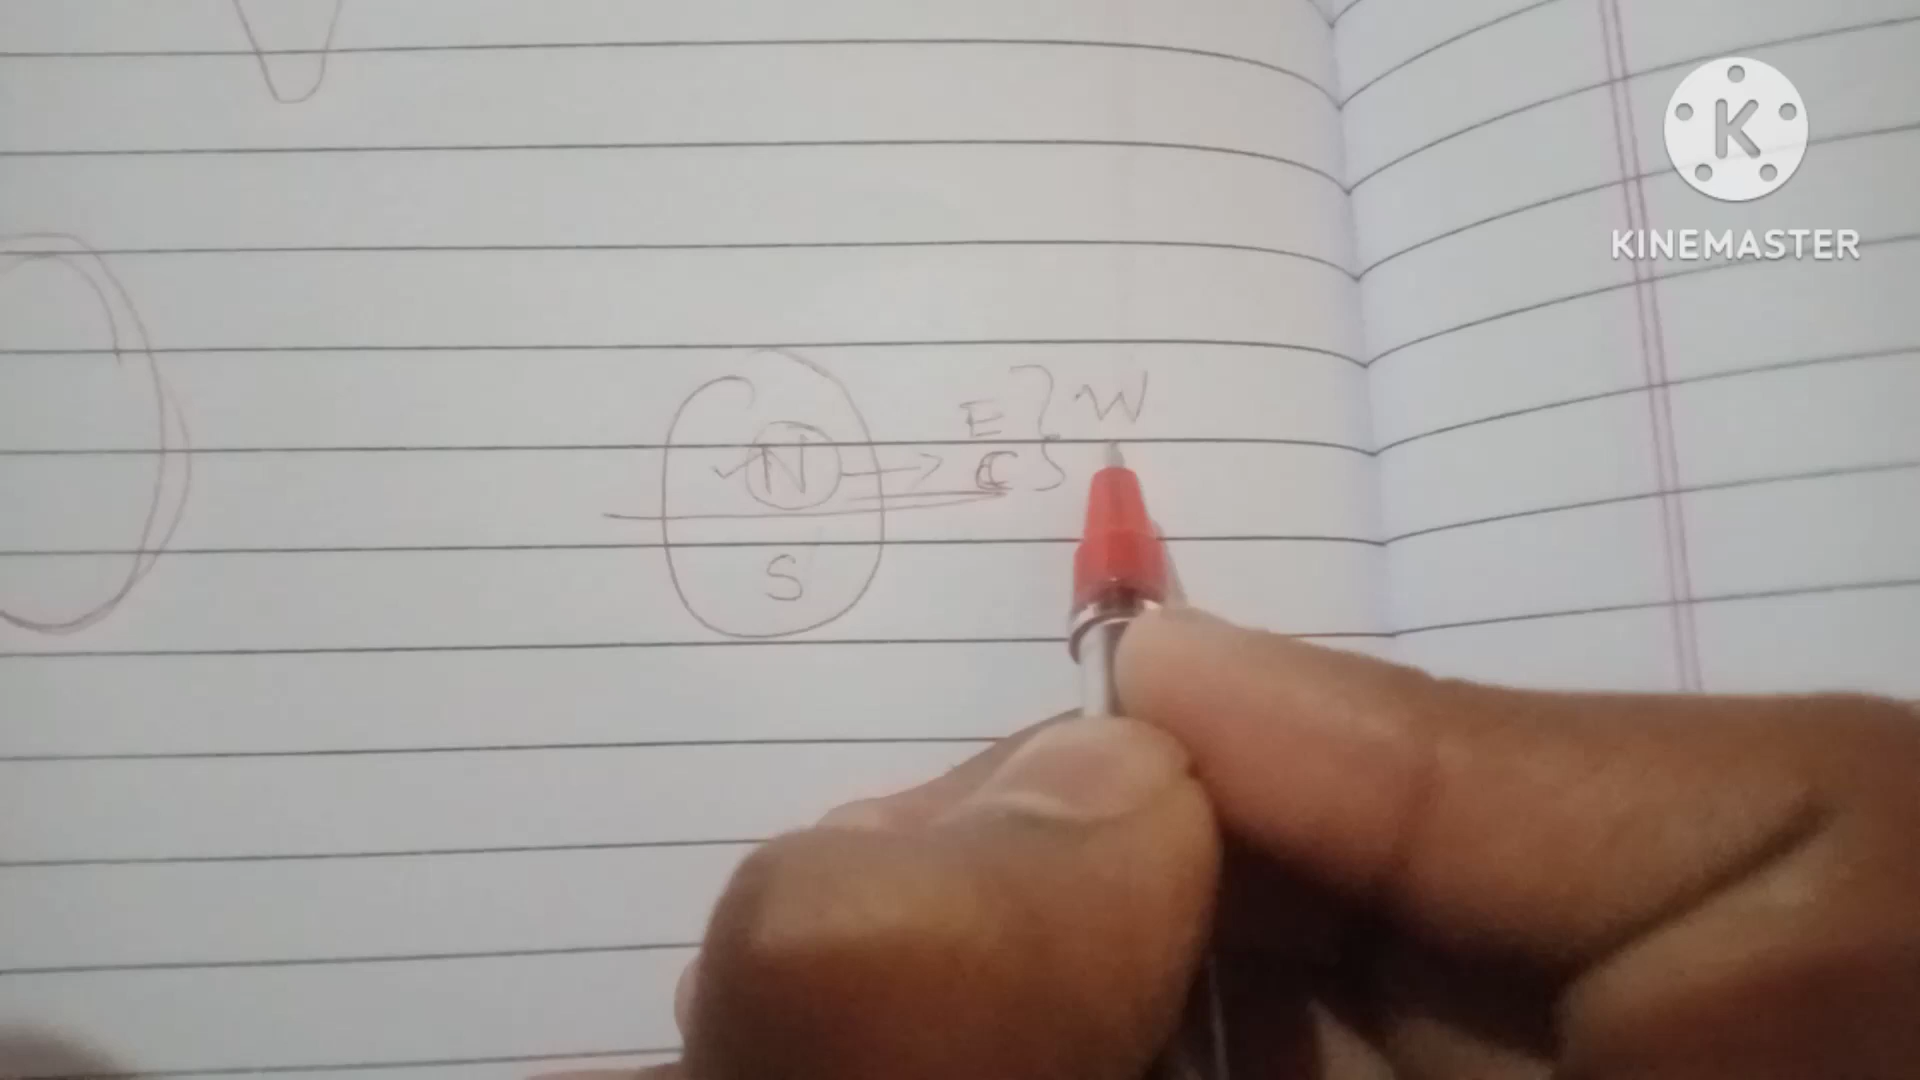 E } W
N → C
S
K
KINEMASTER